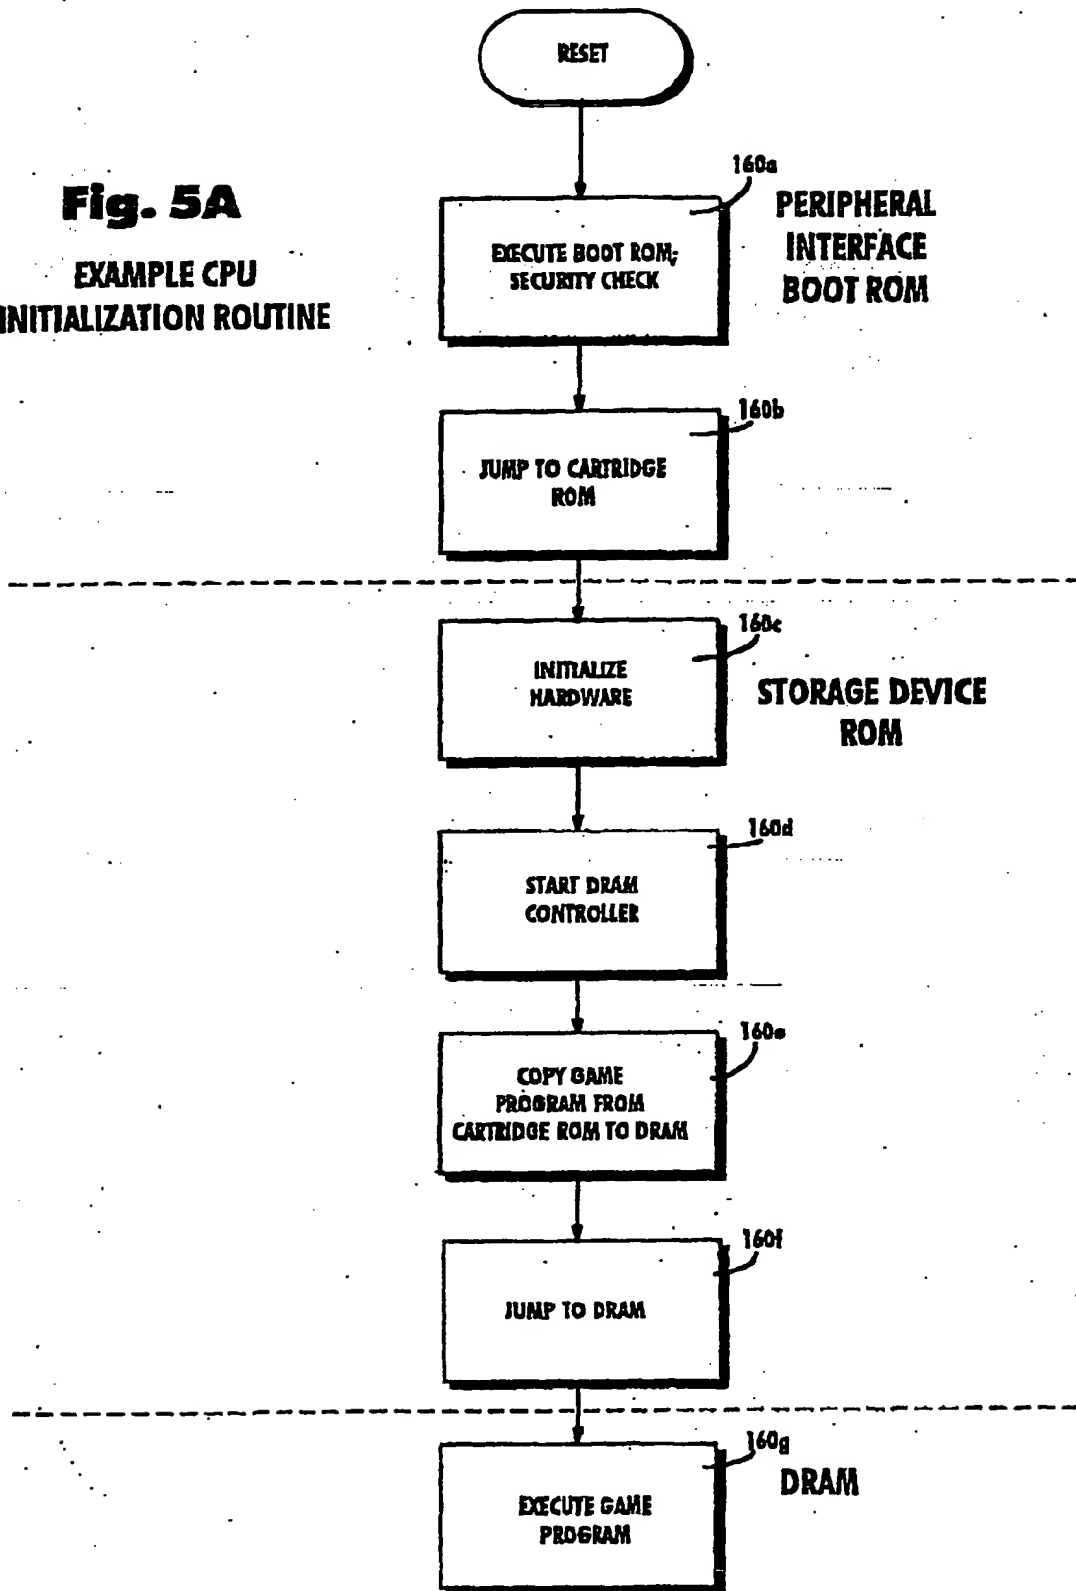 RESET
Fig. 5A
EXAMPLE CPU
INITIALIZATION ROUTINE
160a
EXECUTE BOOT ROM;
SECURITY CHECK
PERIPHERAL
INTERFACE
BOOT ROM
160b
JUMP TO CARTRIDGE
ROM
160c
INITIALIZE
HARDWARE
STORAGE DEVICE
ROM
160d
START DRAM
CONTROLLER
160e
COPY GAME
PROGRAM FROM
CARTRIDGE ROM TO DRAM
160f
JUMP TO DRAM
160g
EXECUTE GAME
PROGRAM
DRAM